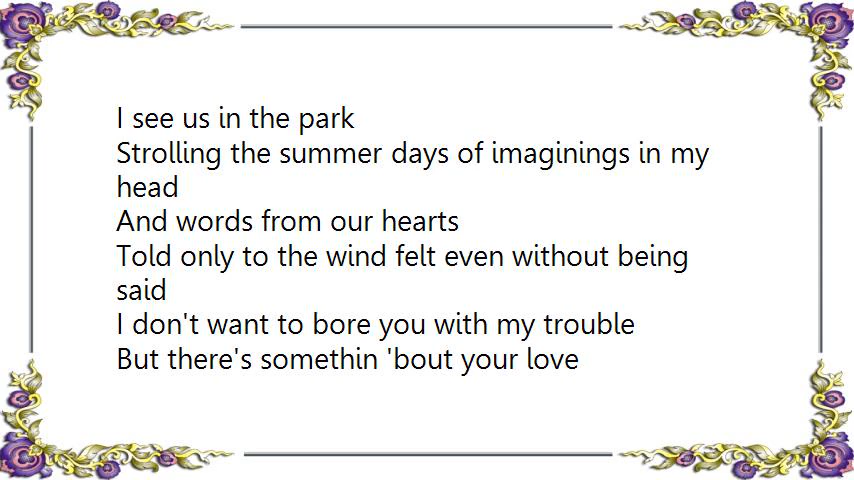 I see us in the park
Strolling the summer days of imaginings in my
head
And words from our hearts
Told only to the wind felt even without being
said
I don't want to bore you with my trouble
But there's somethin 'bout your love